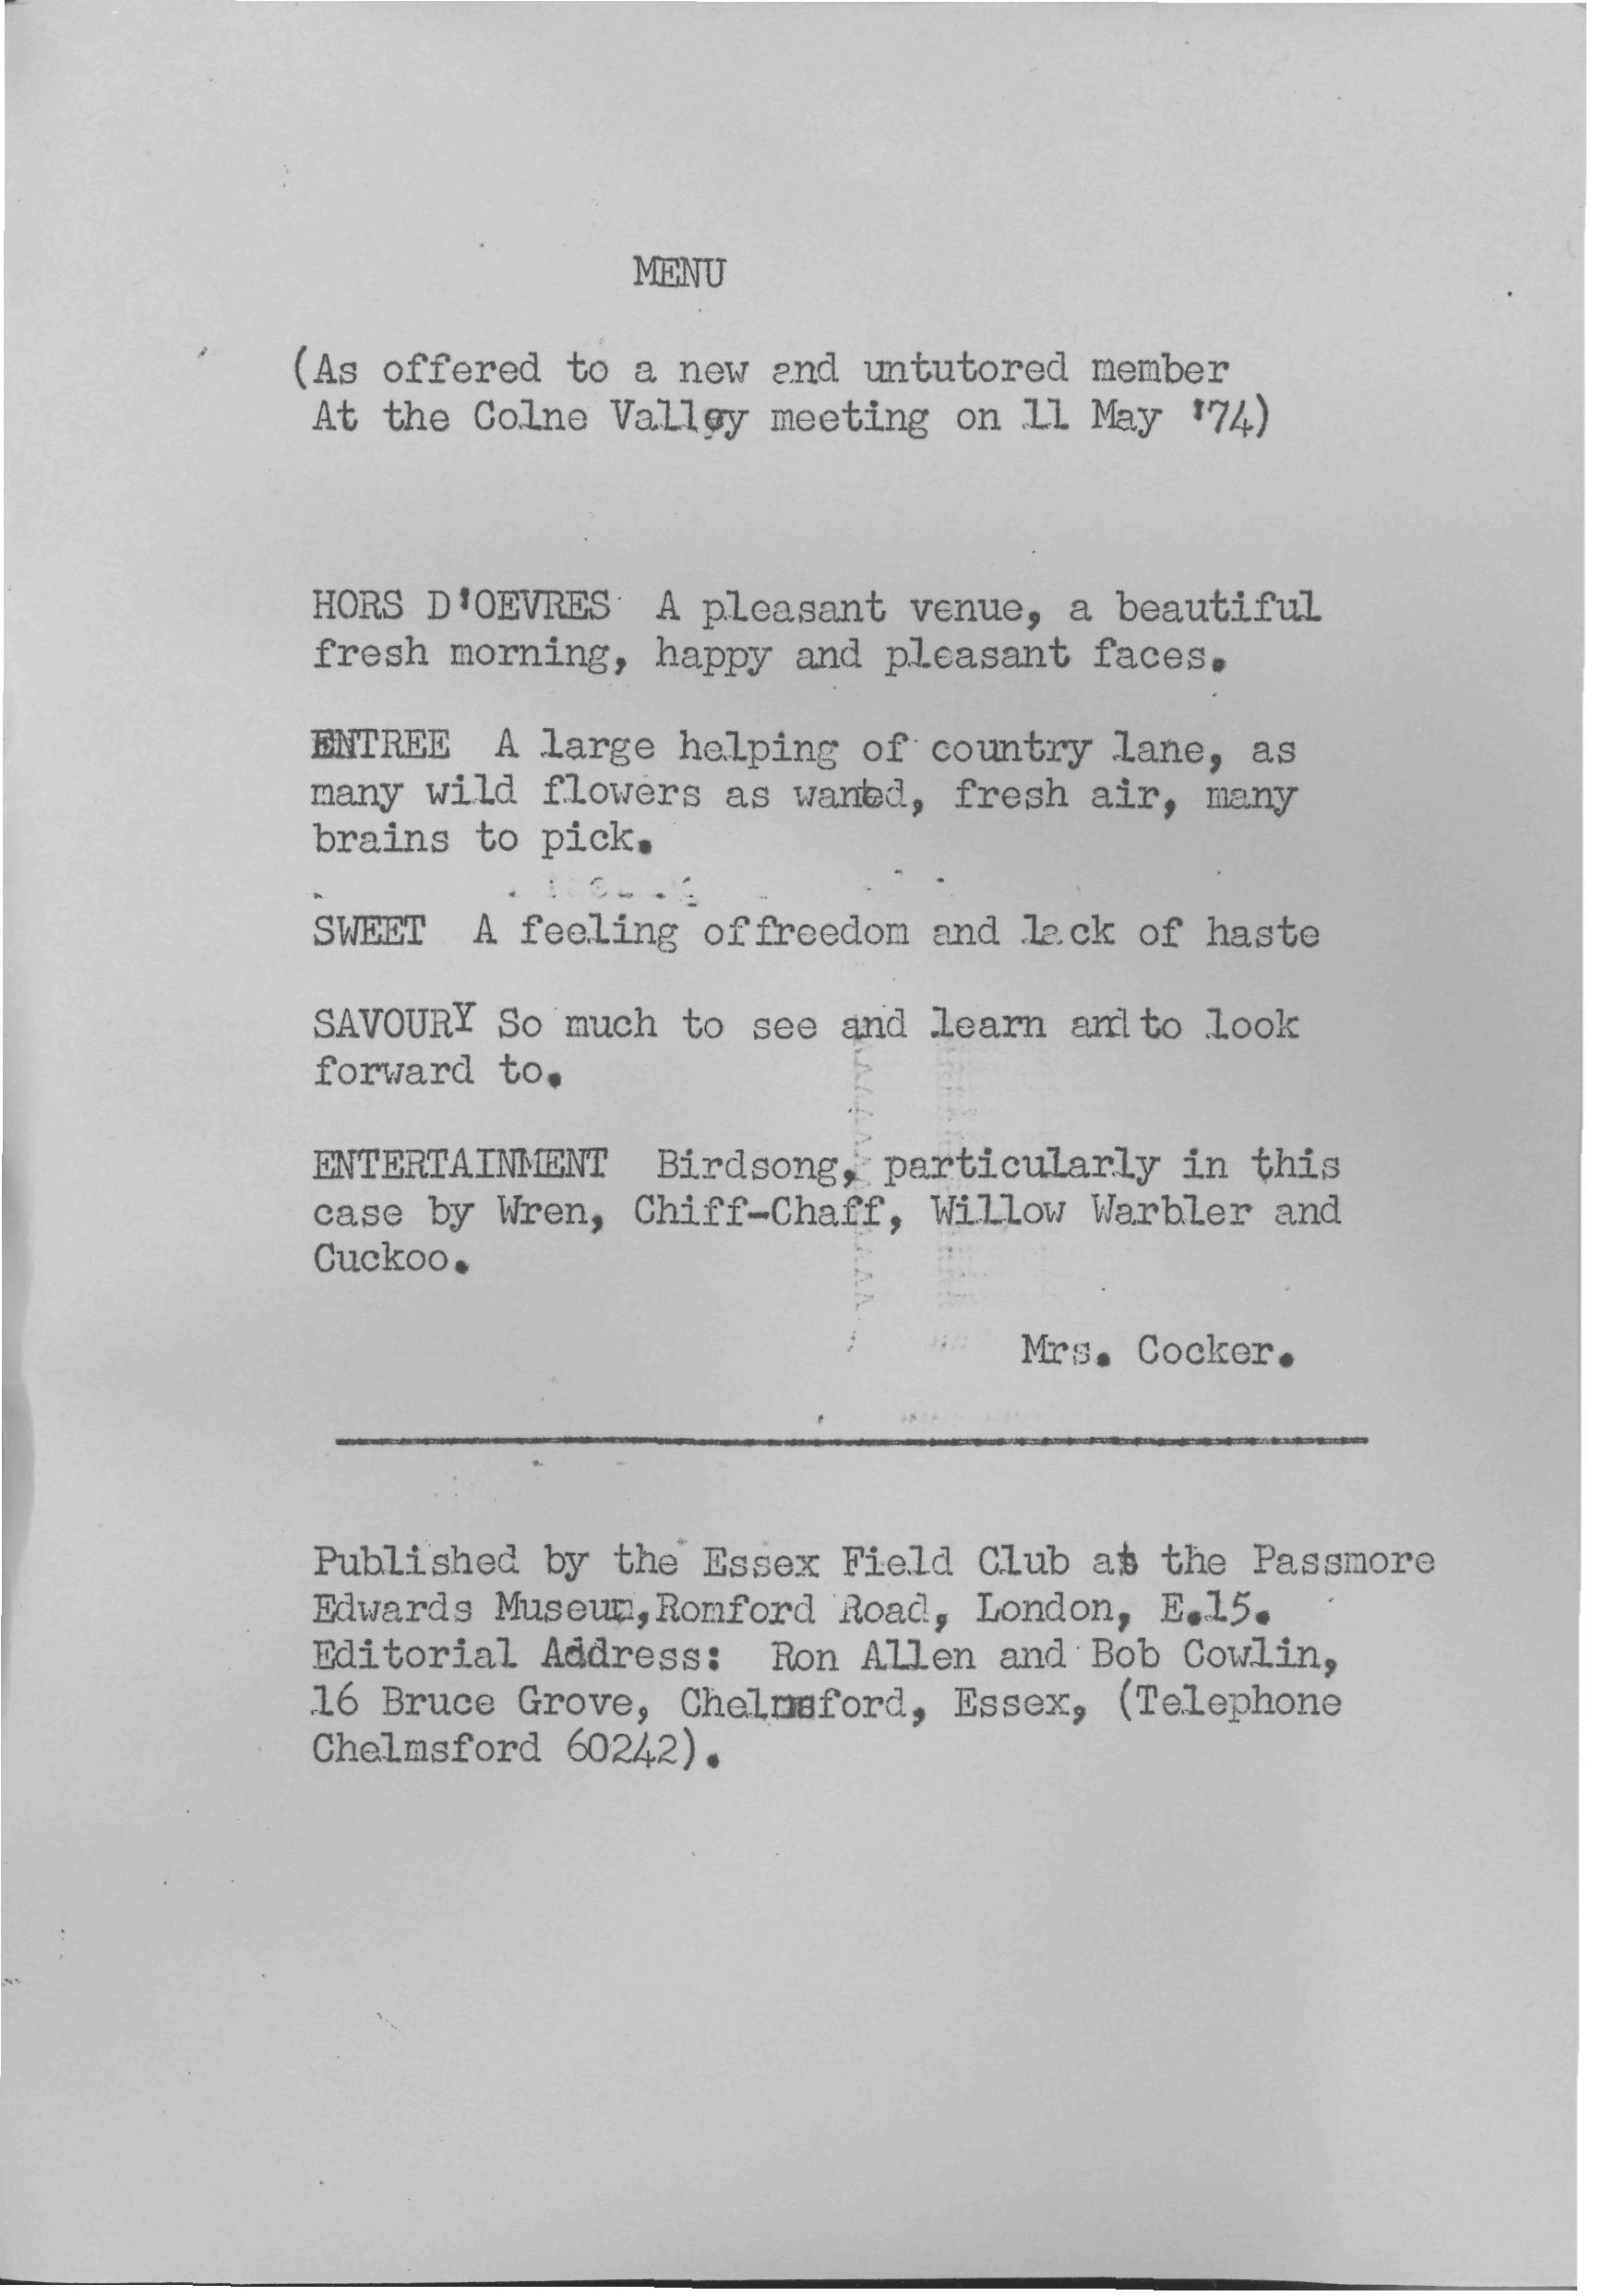 MENU
(As offered to a new and untutored member
At the Colne Valley meeting on 11 May '74)
HORS D'OEVRES A pleasant venue, a beautiful
fresh morning, happy and pleasant faces.
ENTREE A large helping of country lane, as
many wild flowers as wanted, fresh air, many
brains to pick.
SWEET A feeling of freedom and lack of haste
SAVOURY So much to see and learn and to look
forward to.
ENTERTAINMENT Birdsong, particularly in this
case by Wren, Chiff-Chaff, Willow Warbler and
Cuckoo.
Mrs. Cocker.
Published by the Essex Field Club at the Passmore
Edwards Museum, Romford Road, London, E.15.
Editorial Address: Ron Allen and Bob Cowlin,
16 Bruce Grove, Chelmsford, Essex, (Telephone
Chelmsford 60242).